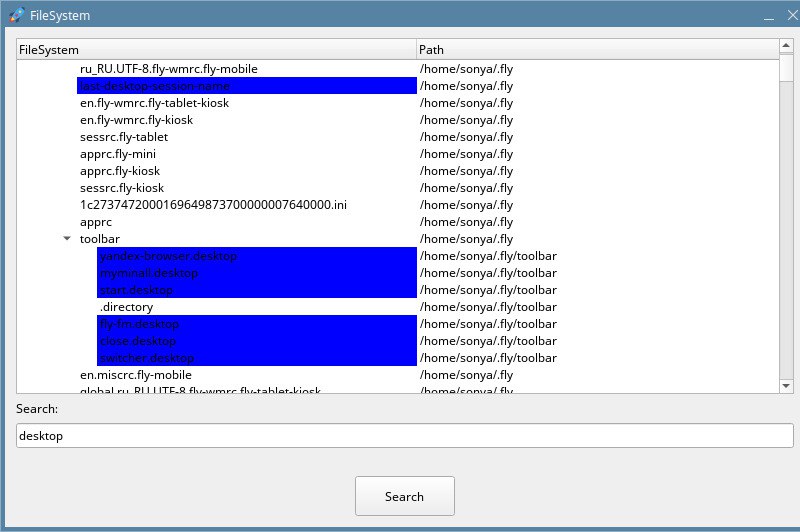 FileSystem
FileSystem Path
ru_RU.UTF-8.fly-wmrc.fly-mobile /home/sonya/.fly
last-desktop-session.name /home/sonya/.fly
en.fly-wmrc.fly-tablet-kiosk /home/sonya/.fly
en.fly-wmrc.fly-kiosk /home/sonya/.fly
sessrc.fly-tablet /home/sonya/.fly
apprc.fly-mini /home/sonya/.fly
apprc.fly-kiosk /home/sonya/.fly
sessrc.fly-kiosk /home/sonya/.fly
1c2737472000169649873700000007640000.ini /home/sonya/.fly
apprc /home/sonya/.fly
toolbar /home/sonya/.fly
yandex-browser.desktop /home/sonya/.fly/toolbar
myminall.desktop /home/sonya/.fly/toolbar
start.desktop /home/sonya/.fly/toolbar
.directory /home/sonya/.fly/toolbar
fly-fm.desktop /home/sonya/.fly/toolbar
close.desktop /home/sonya/.fly/toolbar
switcher.desktop /home/sonya/.fly/toolbar
en.miscrc.fly-mobile /home/sonya/.fly
global.ru_RU.UTF-8.fly-wmrc.fly-tablet-kiosk /home/sonya/.fly
Search:
desktop
Search